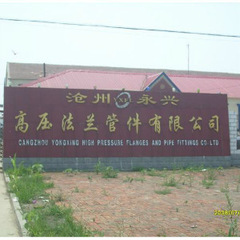 沧州 YX 永兴
高压法兰管件有限公司
CANGZHOU YONGXING HIGH PRESSURE FLANGES AND PIPE FITTINGS CO LTD